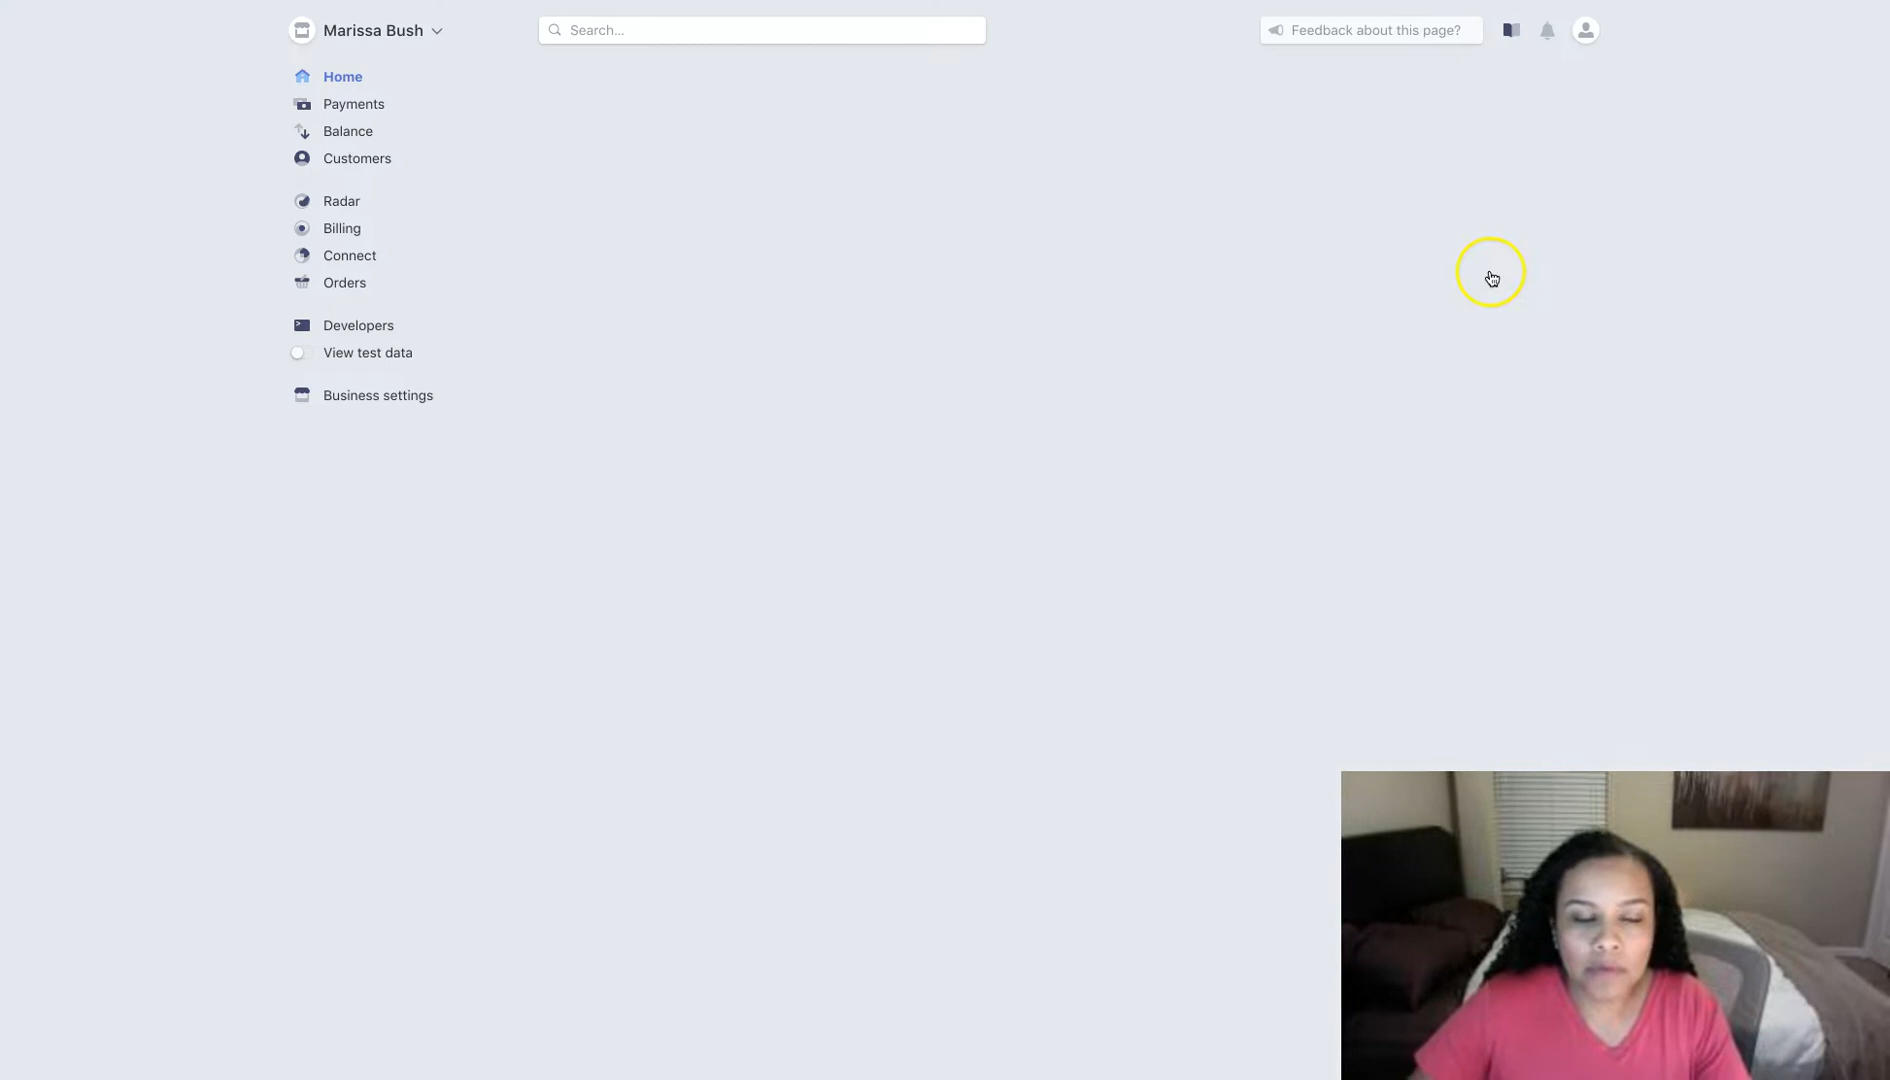 Marissa Bush
Search...
Feedback about this page?
Home
Payments
Balance
Customers
Radar
Billing
Connect
Orders
Developers
View test data
Business settings